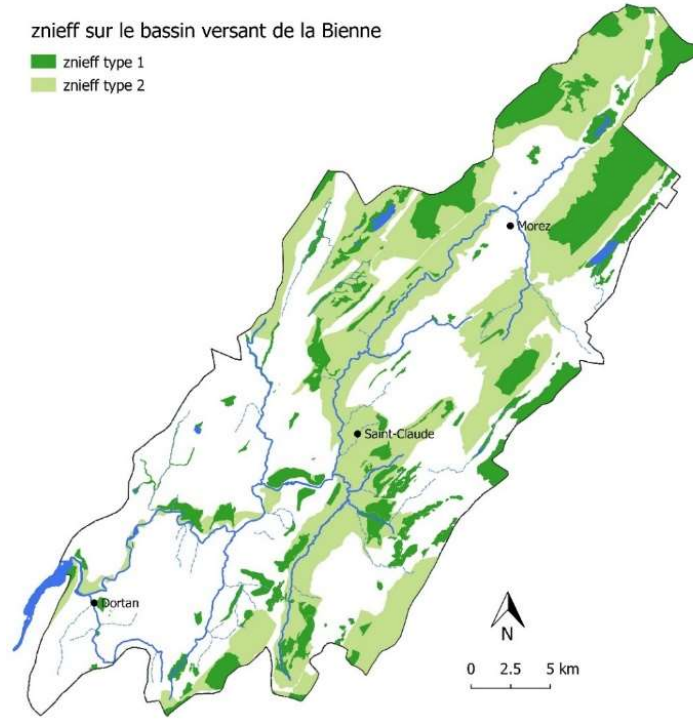 znieff sur le bassin versant de la Bienne
znieff type 1
znieff type 2
Morez
Saint-Claude
Dortan
N
0 2.5 5 km